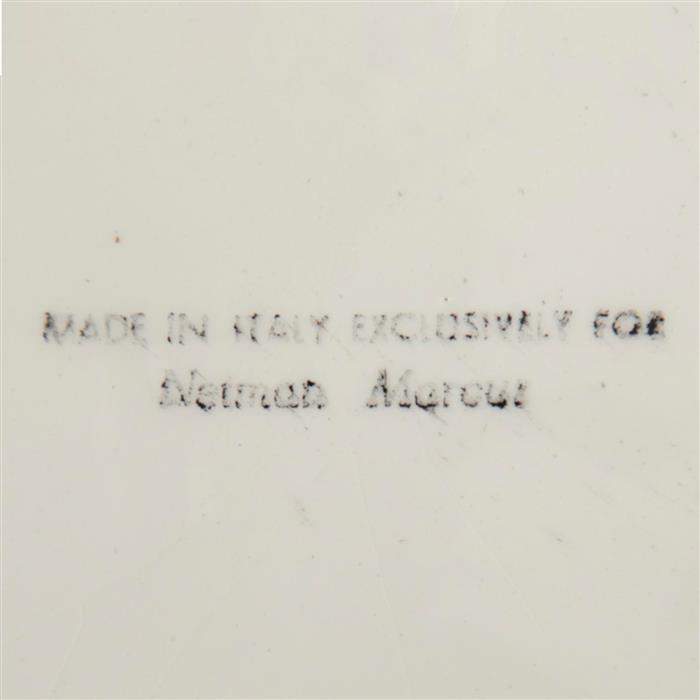 MADE IN ITALY EXCLUSIVELY FOR
Neiman Marcus